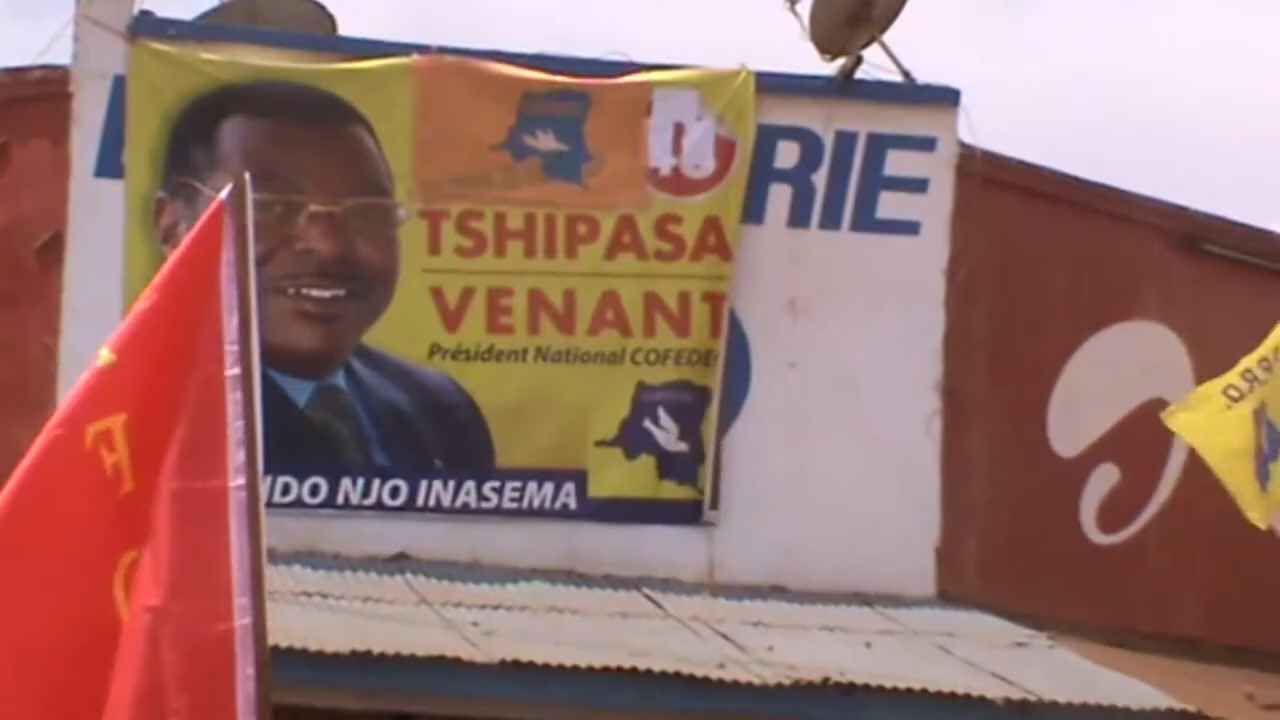 RIE
TSHIPASA
VENANT
Président National COFEDE
NDO NJO INASEMA
F
P.R.D.